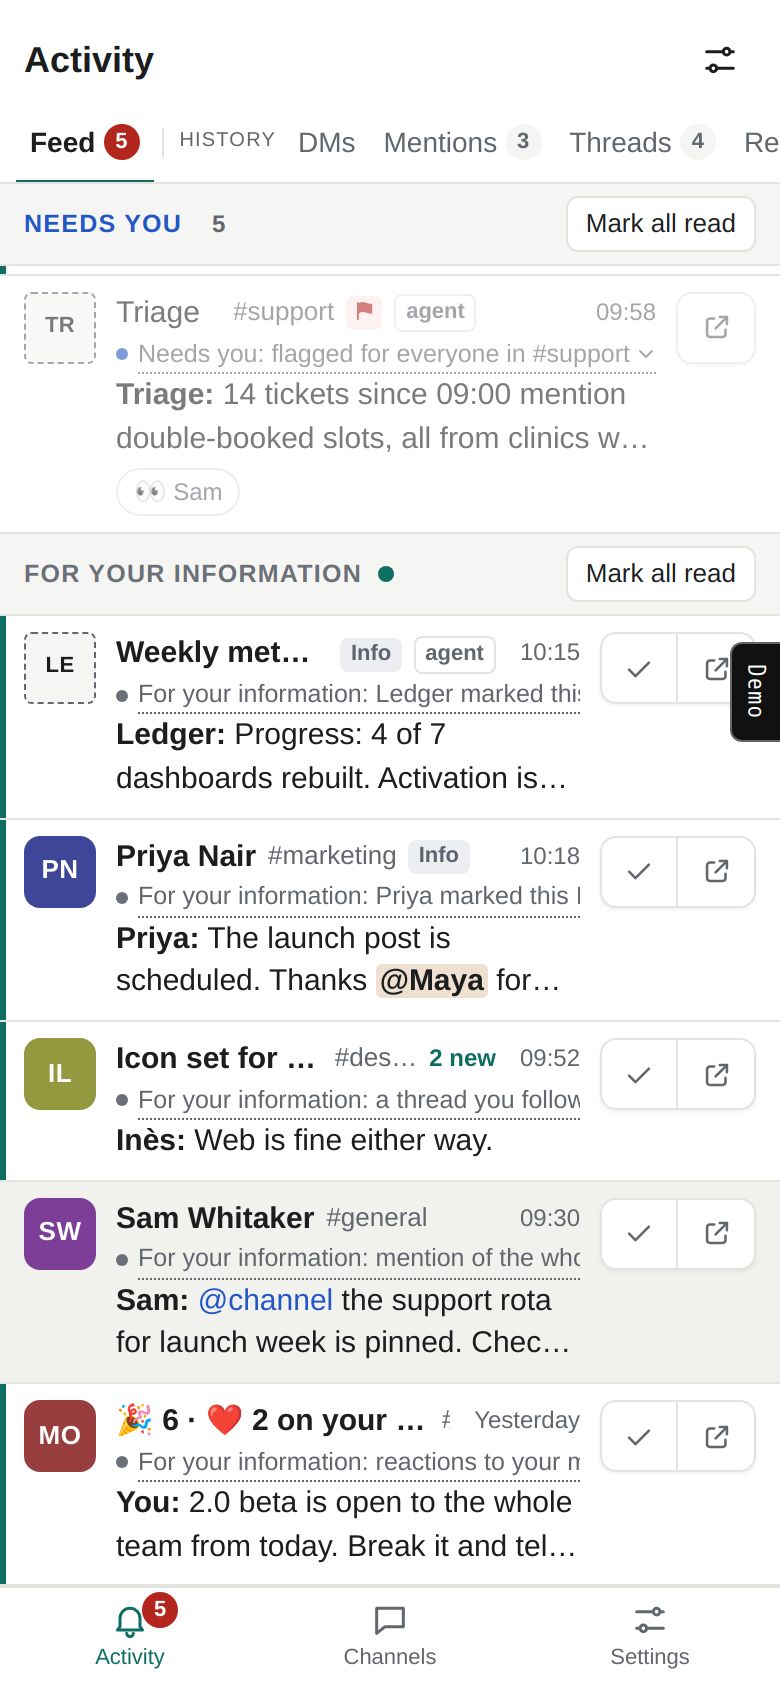 Activity
Feed 5 HISTORY DMs Mentions 3 Threads 4 Re
NEEDS YOU 5 Mark all read
TR Triage #support agent 09:58
Needs you: flagged for everyone in #support
Triage: 14 tickets since 09:00 mention
double-booked slots, all from clinics w…
👀 Sam
FOR YOUR INFORMATION Mark all read
LE Weekly met… Info agent 10:15
For your information: Ledger marked this
Ledger: Progress: 4 of 7
dashboards rebuilt. Activation is…
Demo
PN Priya Nair #marketing Info 10:18
For your information: Priya marked this
Priya: The launch post is
scheduled. Thanks @Maya for…
IL Icon set for … #des… 2 new 09:52
For your information: a thread you follow
Inès: Web is fine either way.
SW Sam Whitaker #general 09:30
For your information: mention of the who
Sam: @channel the support rota
for launch week is pinned. Chec…
MO 🎉 6 · ❤️ 2 on your … # Yesterday
For your information: reactions to your m
You: 2.0 beta is open to the whole
team from today. Break it and tel…
5
Activity Channels Settings